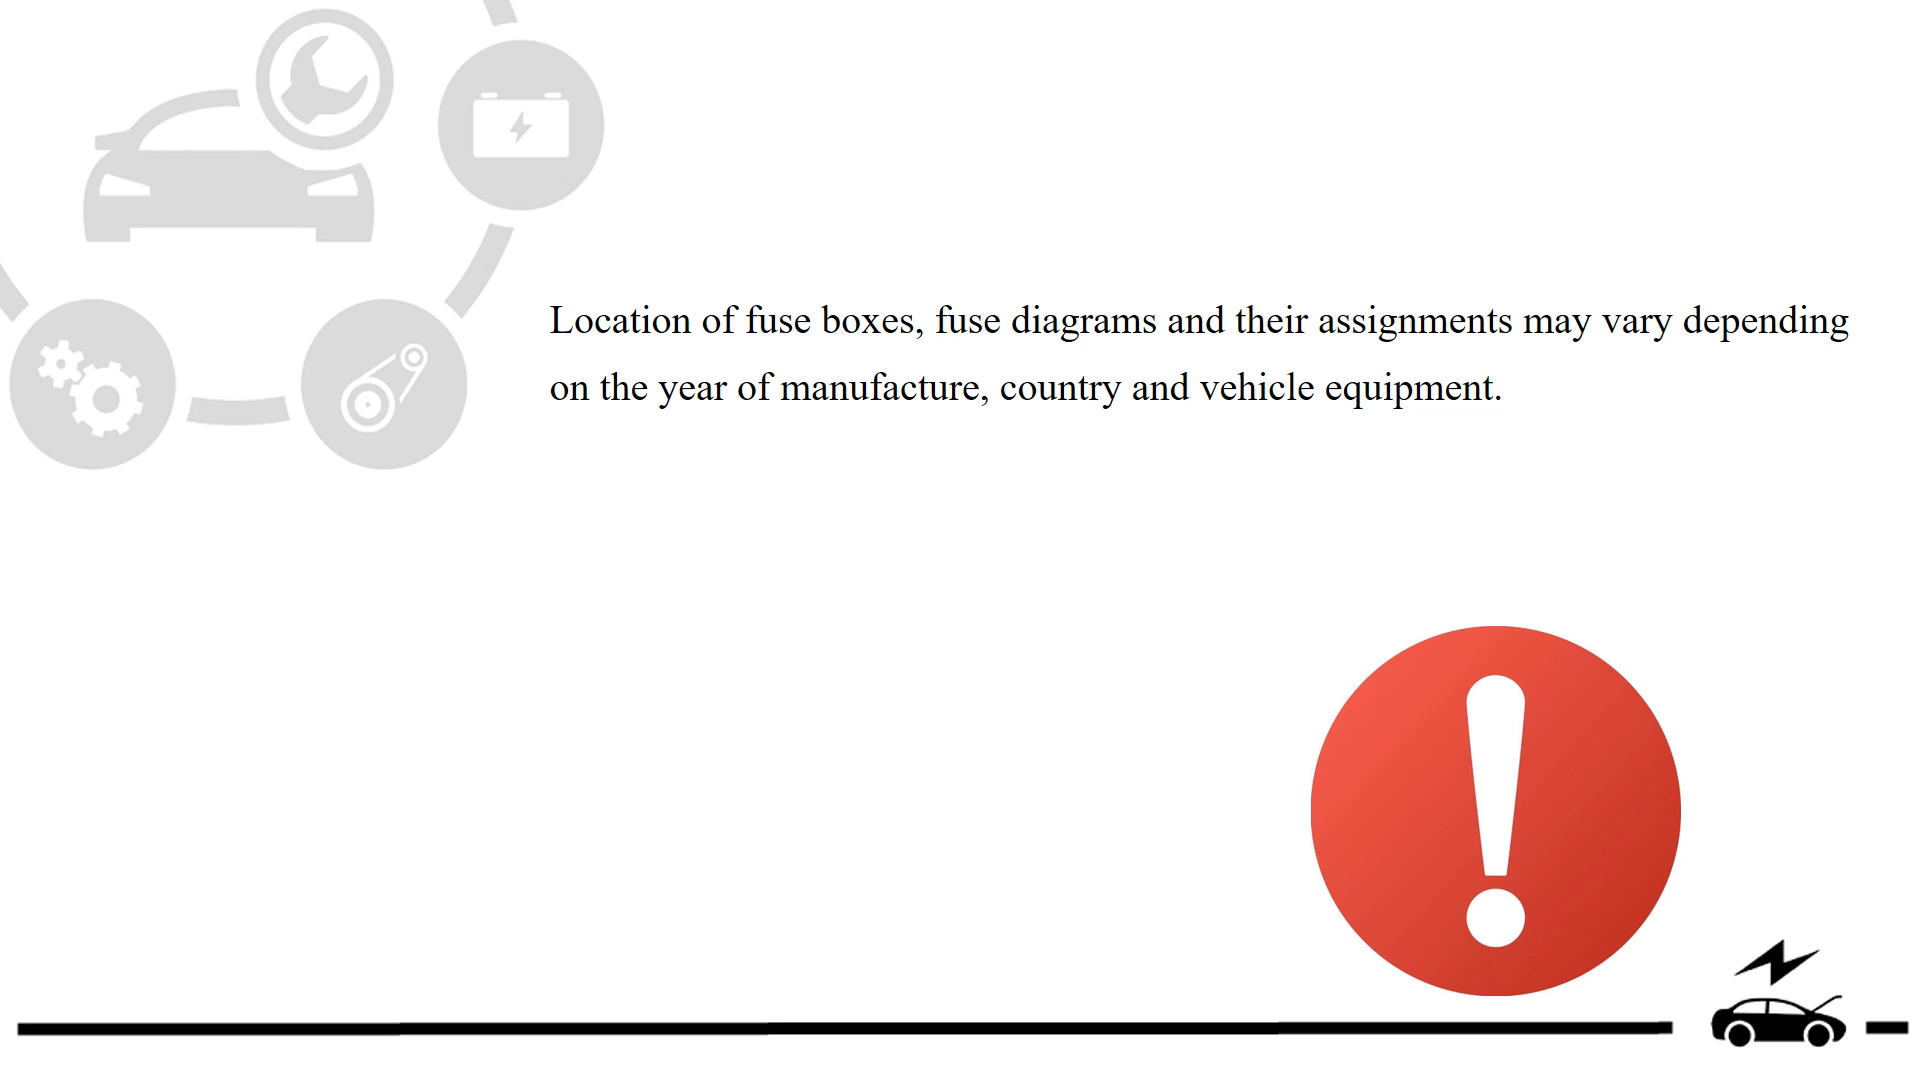 Location of fuse boxes, fuse diagrams and their assignments may vary depending
on the year of manufacture, country and vehicle equipment.